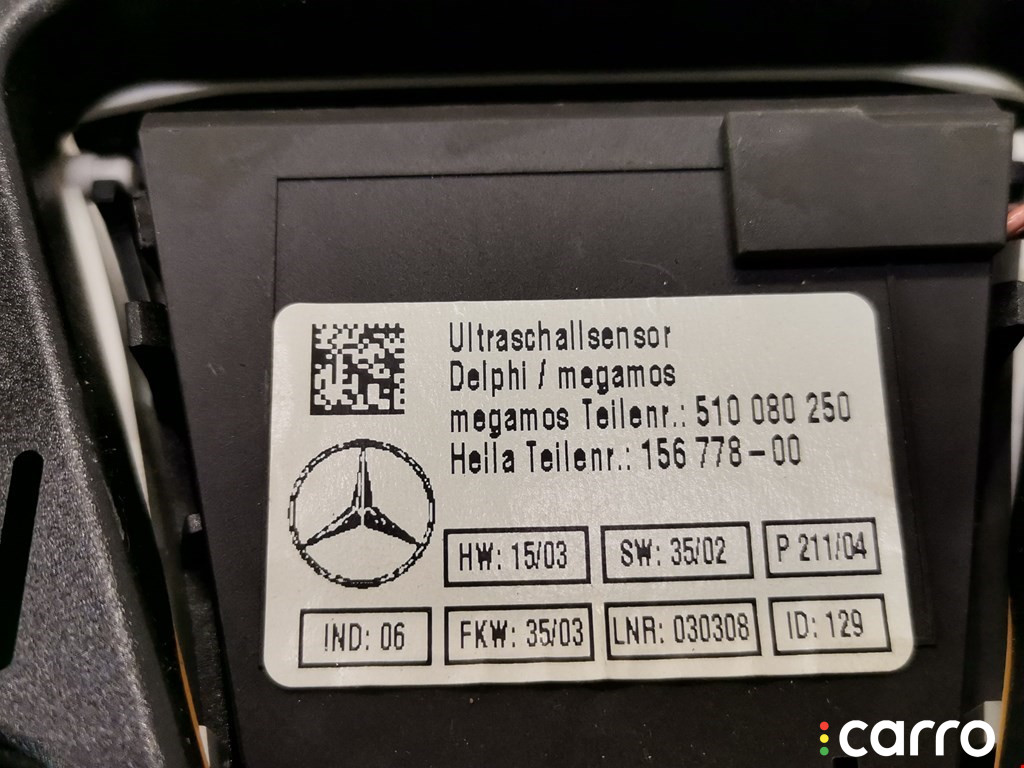 Ultraschallsensor
Delphi / megamos
megamos Teilenr.: 510 080 250
Hella Teilenr.: 156 778-00
HW: 15/03
SW: 35/02
P 211/04
IND: 06
FKW: 35/03
LNR: 030308
ID: 129
carro